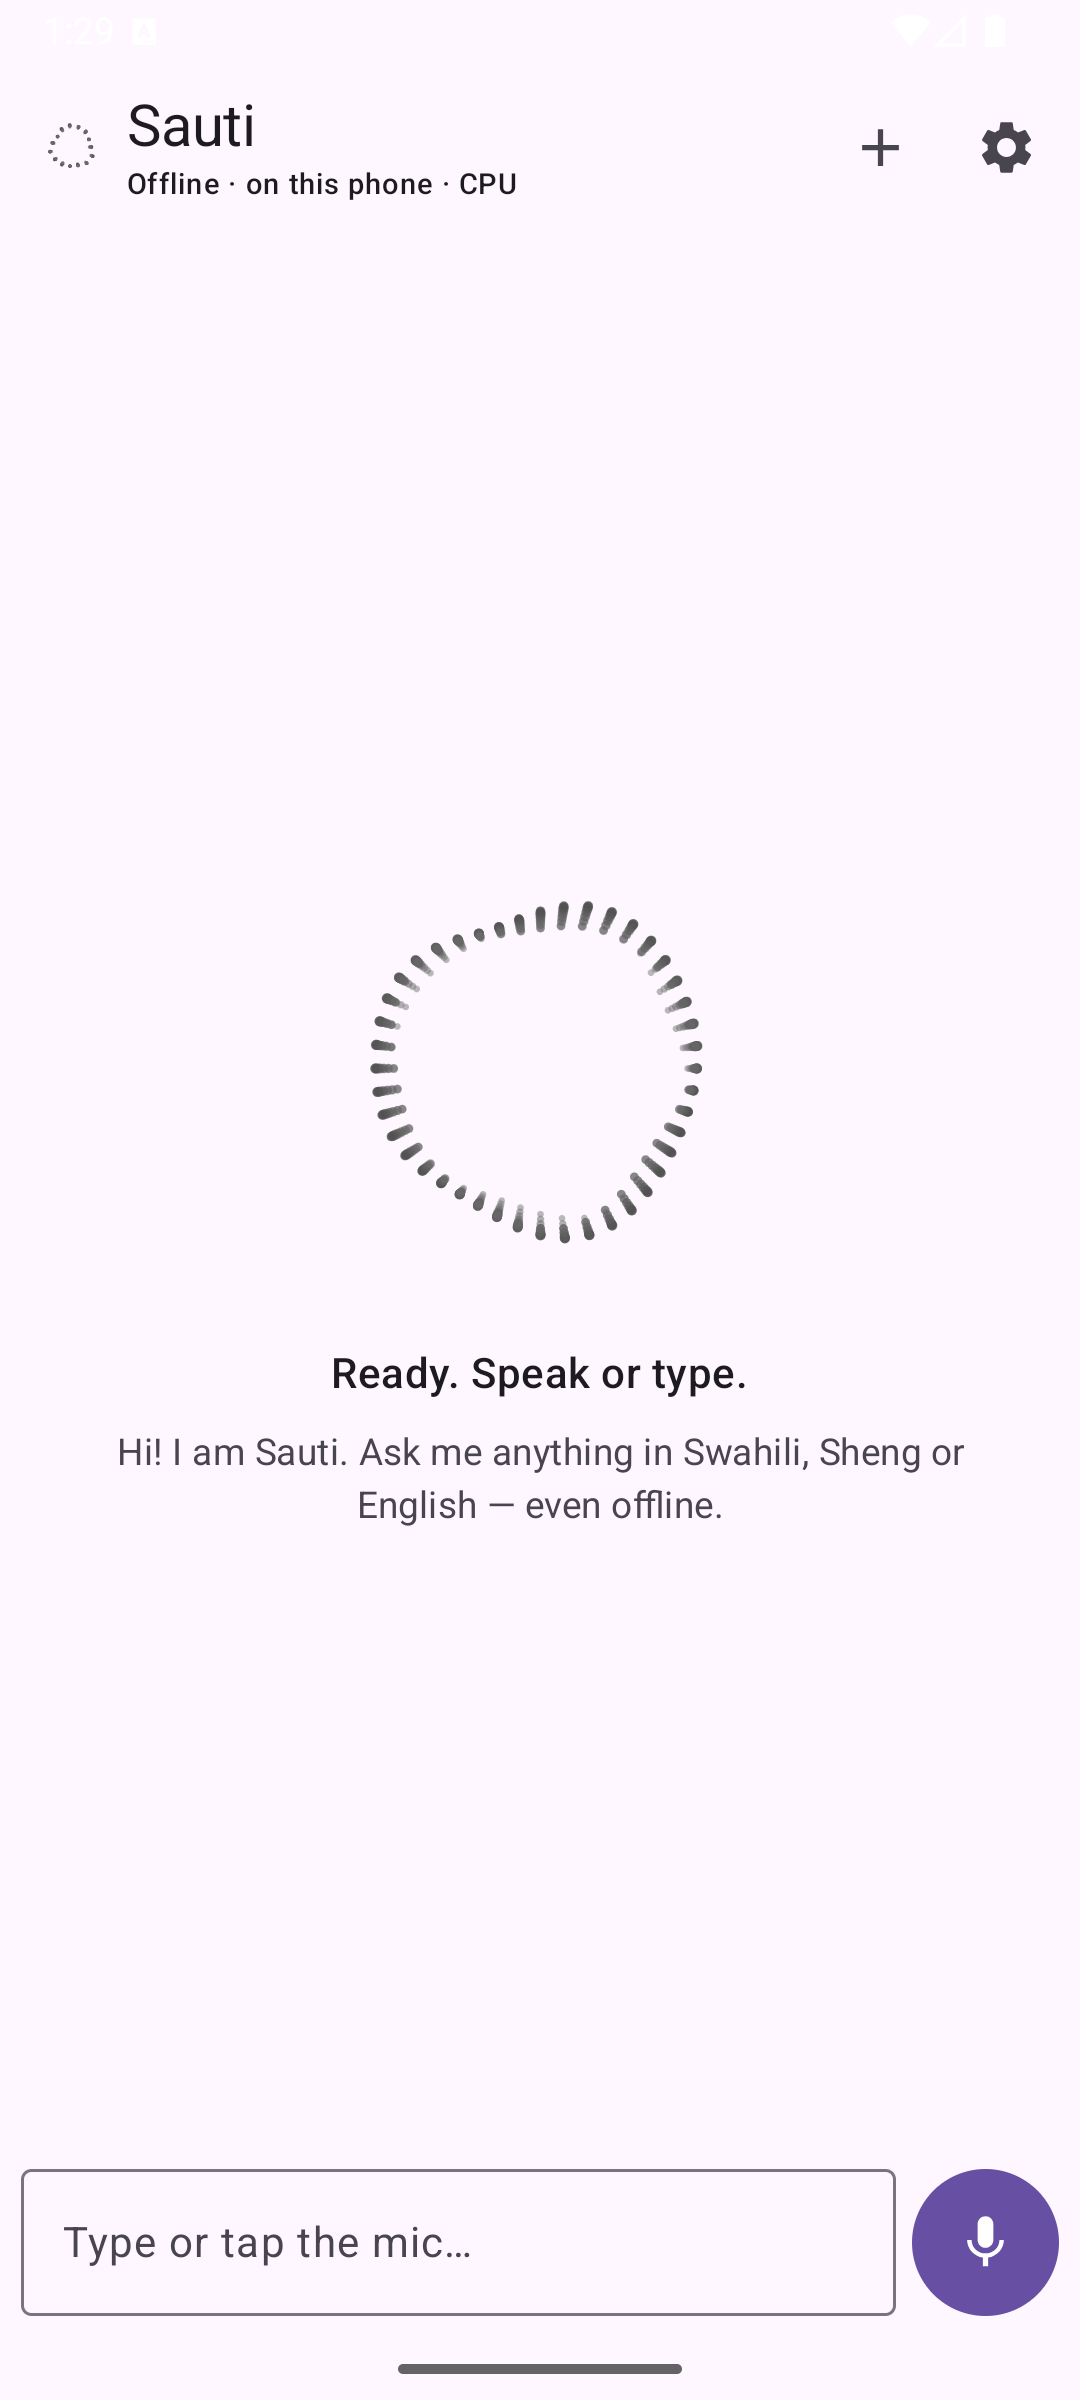 1:29
Sauti
Offline · on this phone · CPU
Ready. Speak or type.
Hi! I am Sauti. Ask me anything in Swahili, Sheng or
English — even offline.
Type or tap the mic…